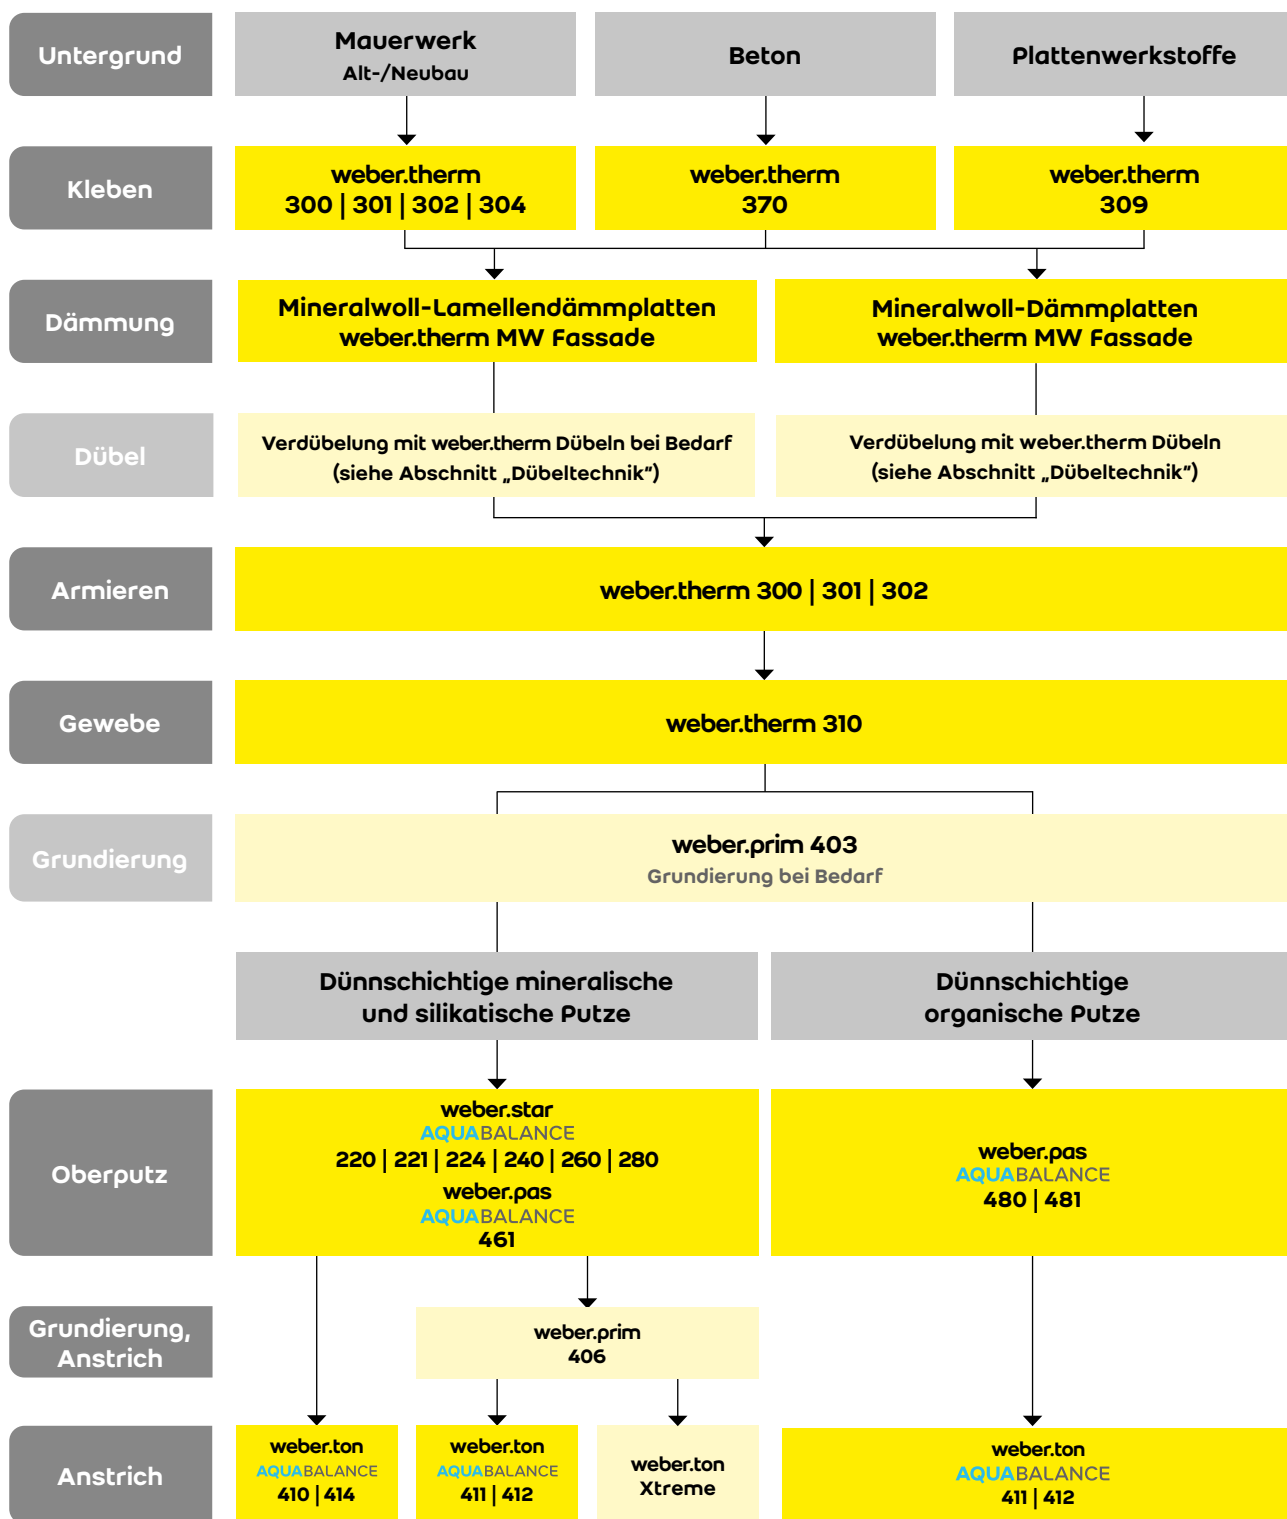 Untergrund
Mauerwerk
Alt-/Neubau
Beton
Plattenwerkstoffe
Kleben
weber.therm
300 | 301 | 302 | 304
weber.therm
370
weber.therm
309
Dämmung
Mineralwoll-Lamellendämmplatten
weber.therm MW Fassade
Mineralwoll-Dämmplatten
weber.therm MW Fassade
Dübel
Verdübelung mit weber.therm Dübeln bei Bedarf
(siehe Abschnitt „Dübeltechnik“)
Verdübelung mit weber.therm Dübeln
(siehe Abschnitt „Dübeltechnik“)
Armieren
weber.therm 300 | 301 | 302
Gewebe
weber.therm 310
Grundierung
weber.prim 403
Grundierung bei Bedarf
Dünnschichtige mineralische
und silikatische Putze
Dünnschichtige
organische Putze
Oberputz
weber.star
AQUABALANCE
220 | 221 | 224 | 240 | 260 | 280
weber.pas
AQUABALANCE
461
weber.pas
AQUABALANCE
480 | 481
Grundierung,
Anstrich
weber.prim
406
Anstrich
weber.ton
AQUABALANCE
410 | 414
weber.ton
AQUABALANCE
411 | 412
weber.ton
Xtreme
weber.ton
AQUABALANCE
411 | 412